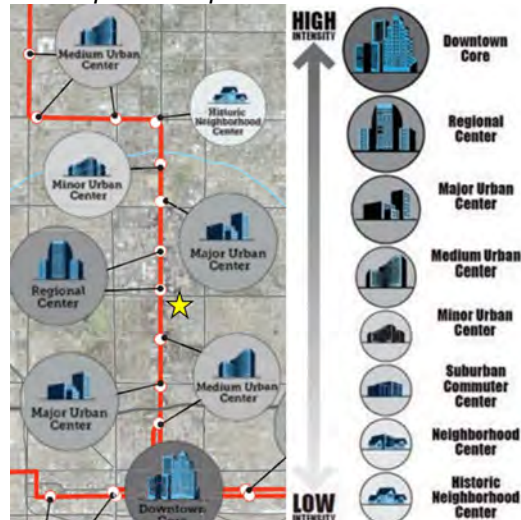 Medium Urban
Center
Historic
Neighborhood
Center
Minor Urban
Center
Major Urban
Center
Regional
Center
Major Urban
Center
Medium Urban
Center
Downtown
HIGH
INTENSITY
LOW
INTENSITY
Downtown
Core
Regional
Center
Major Urban
Center
Medium Urban
Center
Minor Urban
Center
Suburban
Commuter
Center
Neighborhood
Center
Historic
Neighborhood
Center